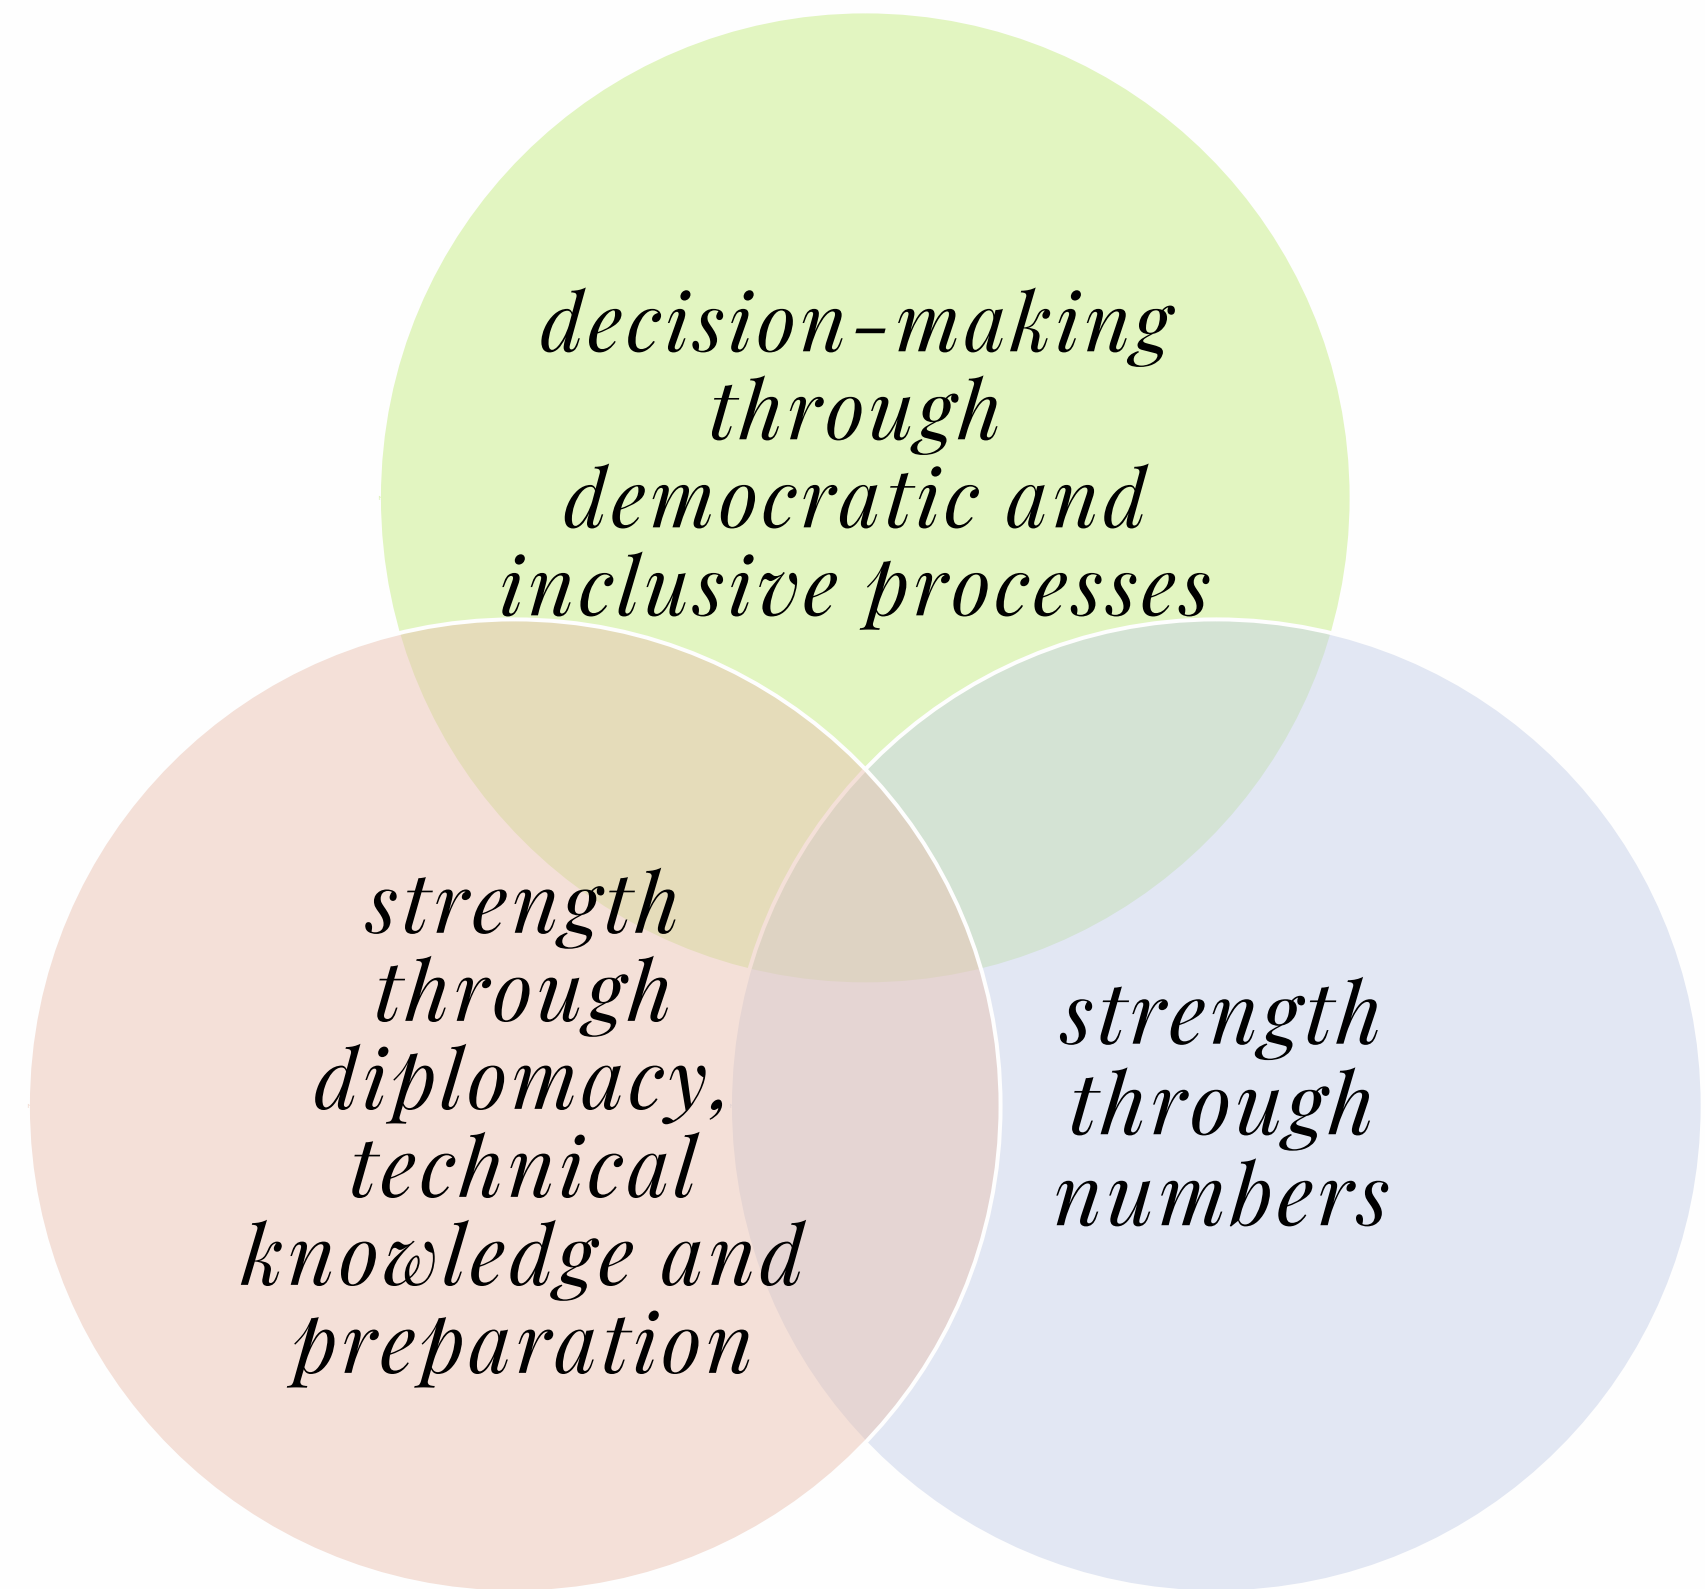 decision-making
through
democratic and
inclusive processes
strength
through
diplomacy,
technical
knowledge and
preparation
strength
through
numbers